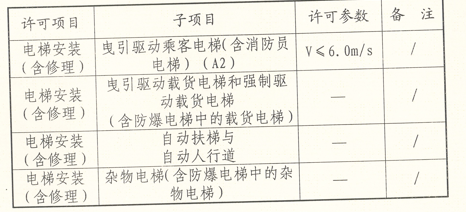 许可项目 子项目 许可参数 备 注
电梯安装 曳引驱动乘客电梯(含消防员 V≤6.0m/s /
(含修理) 电梯)(A2)
电梯安装 曳引驱动载货电梯和强制驱 — /
(含修理) 动载货电梯
(含防爆电梯中的载货电梯)
电梯安装 自动扶梯与 — /
(含修理) 自动人行道
电梯安装 杂物电梯(含防爆电梯中的杂 — /
(含修理) 物电梯)